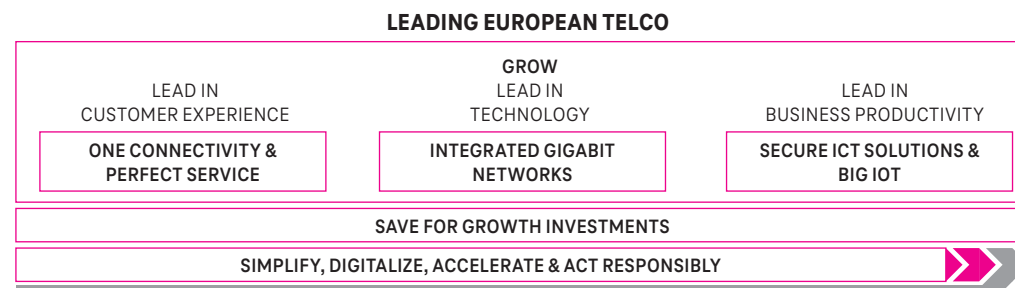 LEADING EUROPEAN TELCO
GROW
LEAD IN
CUSTOMER EXPERIENCE
LEAD IN
TECHNOLOGY
LEAD IN
BUSINESS PRODUCTIVITY
ONE CONNECTIVITY &
PERFECT SERVICE
INTEGRATED GIGABIT
NETWORKS
SECURE ICT SOLUTIONS &
BIG IOT
SAVE FOR GROWTH INVESTMENTS
SIMPLIFY, DIGITALIZE, ACCELERATE & ACT RESPONSIBLY